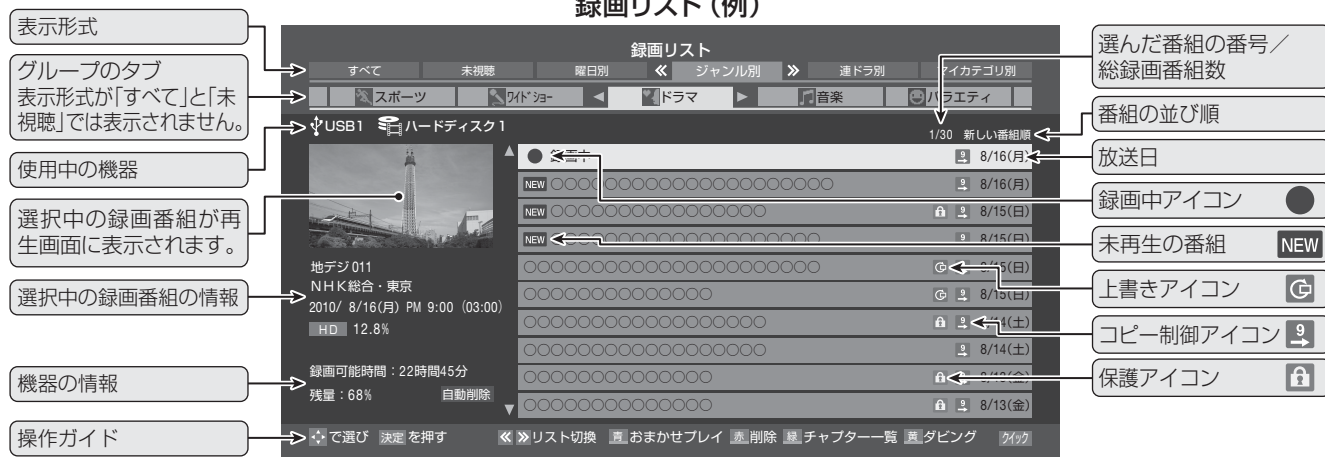 録画リスト（例）
表示形式
グループのタブ
表示形式が「すべて」と「未
視聴」では表示されません。
使用中の機器
選択中の録画番組が再
生画面に表示されます。
選択中の録画番組の情報
機器の情報
操作ガイド
録画リスト
すべて 未視聴 曜日別 ≪ ジャンル別 ≫ 連ドラ別 マイカテゴリ別
スポーツ ワイドショー ◀ ドラマ ▶ 音楽 バラエティ
USB1 ハードディスク1
1/30 新しい番組順
● 録画中 9 8/16(月)
NEW ○○○○○○○○○○○○○○○○○○○○○ 9 8/16(月)
NEW ○○○○○○○○○○○○○○○○ 9 8/15(日)
NEW ○○○○○○○○○○○○○○○○○○○○ 9 8/15(日)
○○○○○○○○○○○○○○○○○○○○○○ 9 8/15(日)
○○○○○○○○○○○○○○ 9 8/15(日)
○○○○○○○○○○○○○○○○○○ 9 8/14(土)
○○○○○○○○○○○○○○○○○○ 9 8/14(土)
○○○○○○○○○○○○○○ 9 8/13(金)
○○○○○○○○○○○○○○ 9 8/13(金)
地デジ 011
NHK総合・東京
2010/ 8/16(月) PM 9:00 (03:00)
HD 12.8%
録画可能時間：22時間45分
残量：68% 自動削除
で選び 決定 を押す ≪ ≫ リスト切換 青 おまかせプレイ 赤 削除 緑 チャプター一覧 黄 ダビング クイック
選んだ番組の番号／
総録画番組数
番組の並び順
放送日
録画中アイコン ●
未再生の番組 NEW
上書きアイコン
コピー制御アイコン 9
保護アイコン